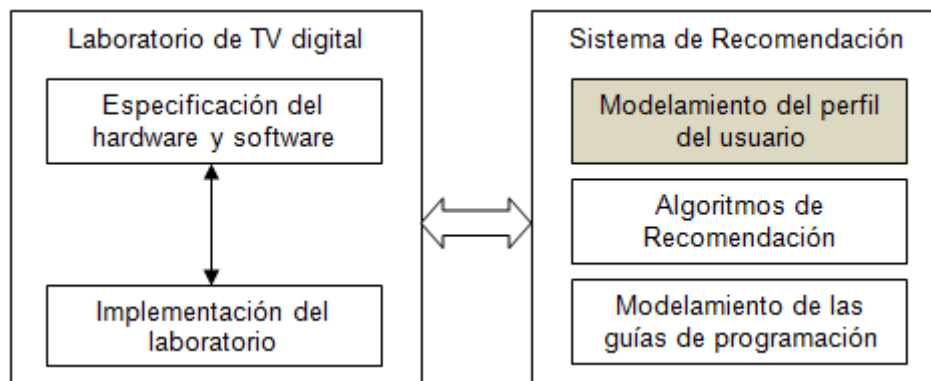 Laboratorio de TV digital
Especificación del
hardware y software
Implementación del
laboratorio
Sistema de Recomendación
Modelamiento del perfil
del usuario
Algoritmos de
Recomendación
Modelamiento de las
guías de programación